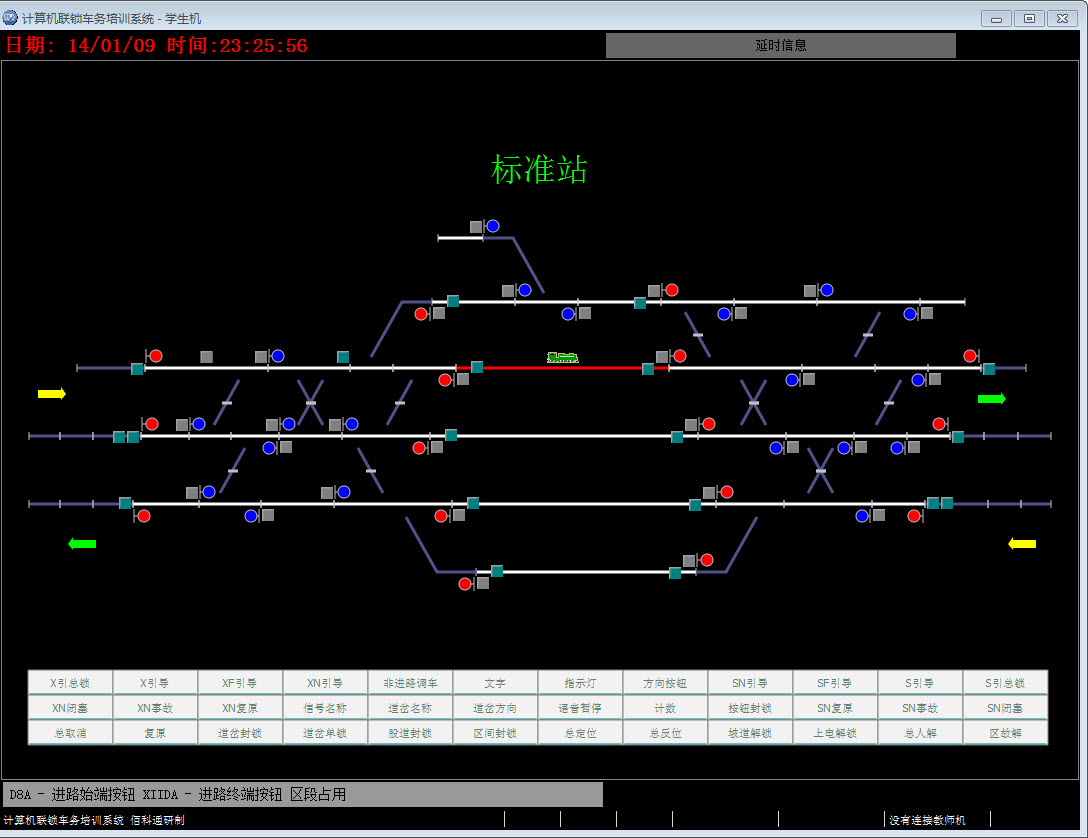 计算机联锁车务培训系统 - 学生机
日期: 14/01/09 时间:23:25:56
延时信息
标准站
X引总锁 X引导 XF引导 XN引导 非进路调车 文字 指示灯 方向按钮 SN引导 SF引导 S引导 S引总锁
XN闭塞 XN事故 XN复原 信号名称 道岔名称 道岔方向 语音暂停 计数 按钮封锁 SN复原 SN事故 SN闭塞
总取消 复原 道岔封锁 道岔单锁 股道封锁 区间封锁 总定位 总反位 坡道解锁 上电解锁 总人解 区故解
D8A - 进路始端按钮 XIIDA - 进路终端按钮 区段占用
计算机联锁车务培训系统 佰科通研制
没有连接教师机